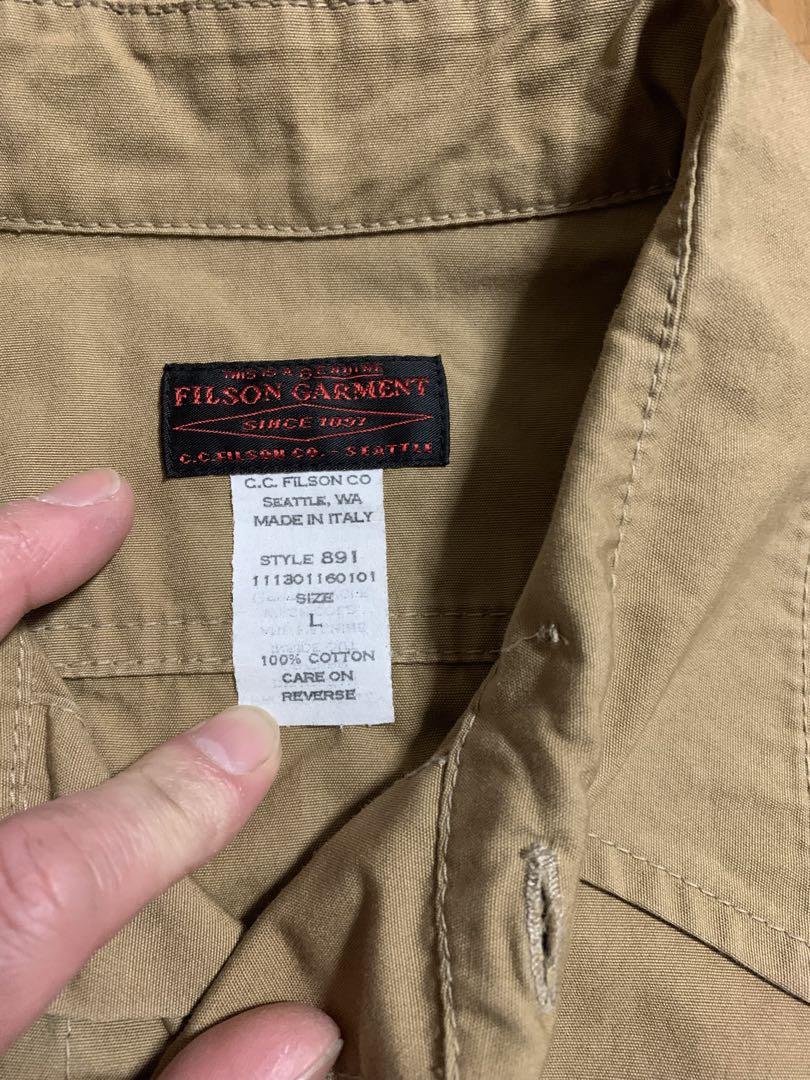 THIS IS A GENUINE
FILSON GARMENT
SINCE 1897
C.C. FILSON CO. - SEATTLE
C.C. FILSON CO
SEATTLE, WA
MADE IN ITALY
STYLE 891
111301160101
SIZE
L
100% COTTON
CARE ON
REVERSE